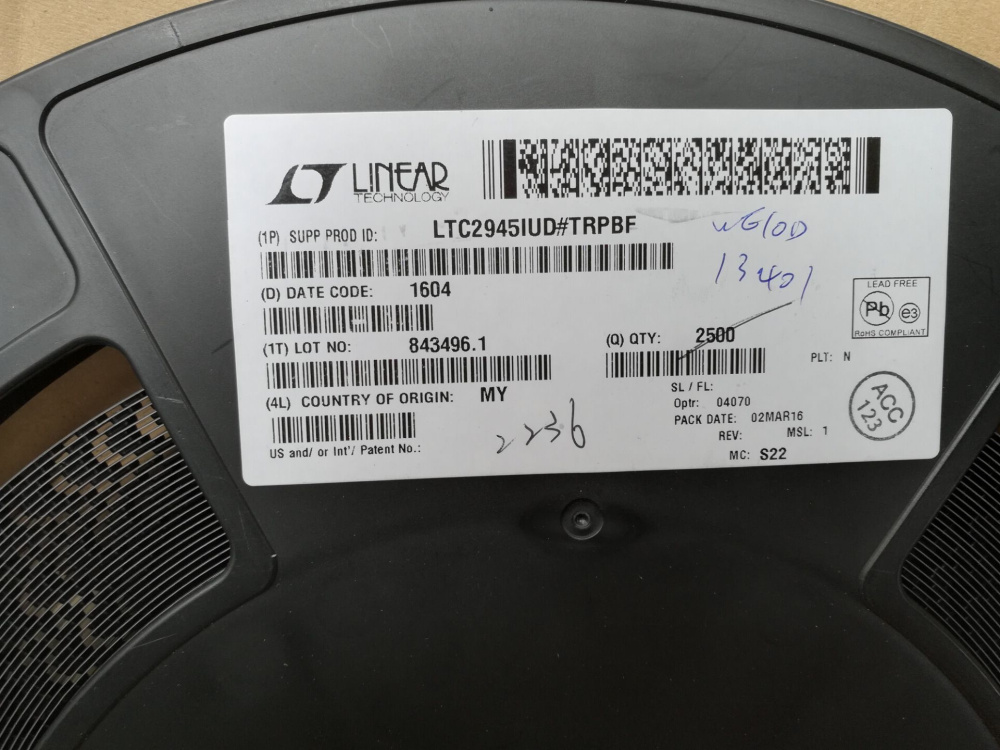 LINEAR
TECHNOLOGY
(1P) SUPP PROD ID: LTC2945IUD#TRPBF
(D) DATE CODE: 1604
13401
LEAD FREE
Pb e3
RoHS COMPLIANT
(1T) LOT NO: 843496.1
(Q) QTY: 2500
PLT: N
(4L) COUNTRY OF ORIGIN: MY
SL / FL:
Optr: 04070
PACK DATE: 02MAR16
REV: MSL: 1
MC: S22
ACC
123
US and/ or Int'/ Patent No.:
2236